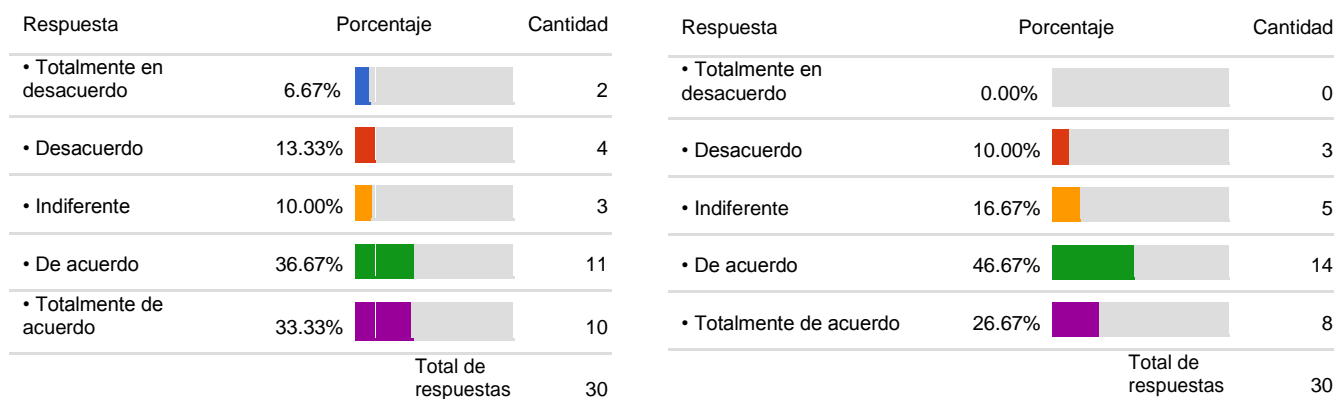 Respuesta Porcentaje Cantidad
• Totalmente en
desacuerdo 6.67% 2
• Desacuerdo 13.33% 4
• Indiferente 10.00% 3
• De acuerdo 36.67% 11
• Totalmente de
acuerdo 33.33% 10
Total de
respuestas 30
Respuesta Porcentaje Cantidad
• Totalmente en
desacuerdo 0.00% 0
• Desacuerdo 10.00% 3
• Indiferente 16.67% 5
• De acuerdo 46.67% 14
• Totalmente de acuerdo 26.67% 8
Total de
respuestas 30